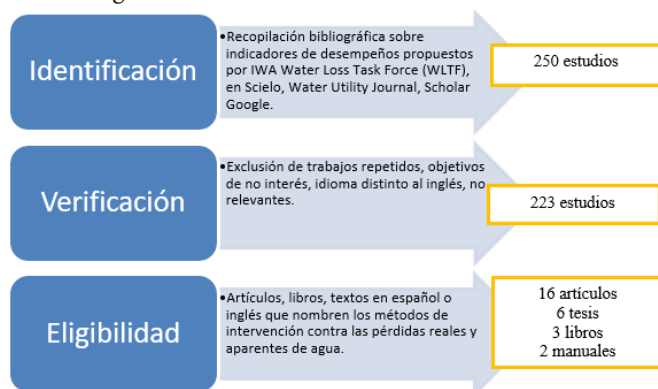 Identificación
•Recopilación bibliográfica sobre
indicadores de desempeños propuestos
por IWA Water Loss Task Force (WLTF),
en Scielo, Water Utility Journal, Scholar
Google.
250 estudios
Verificación
•Exclusión de trabajos repetidos, objetivos
de no interés, idioma distinto al inglés, no
relevantes.
223 estudios
Eligibilidad
•Artículos, libros, textos en español o
inglés que nombren los métodos de
intervención contra las pérdidas reales y
aparentes de agua.
16 artículos
6 tesis
3 libros
2 manuales